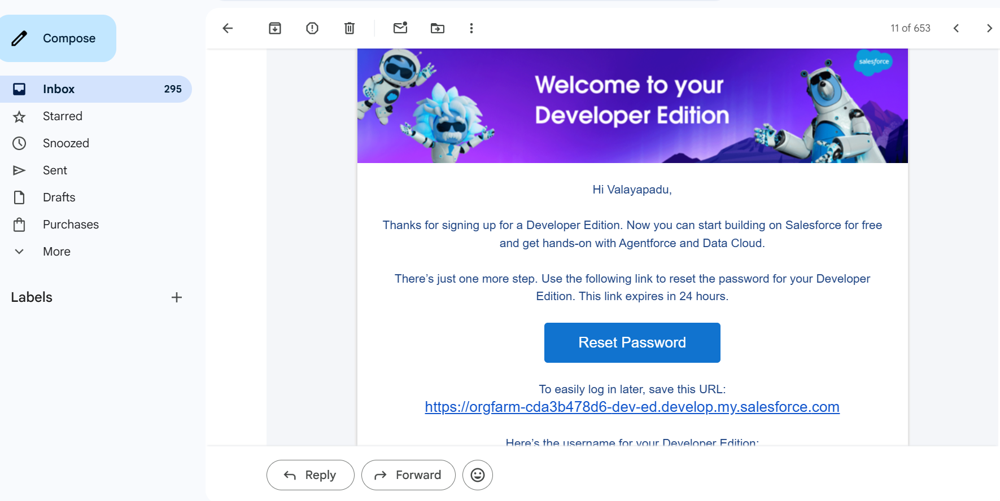 Compose
Inbox 295
Starred
Snoozed
Sent
Drafts
Purchases
More
Labels
11 of 653
salesforce
Welcome to your
Developer Edition
Hi Valayapadu,
Thanks for signing up for a Developer Edition. Now you can start building on Salesforce for free
and get hands-on with Agentforce and Data Cloud.
There’s just one more step. Use the following link to reset the password for your Developer
Edition. This link expires in 24 hours.
Reset Password
To easily log in later, save this URL:
https://orgfarm-cda3b478d6-dev-ed.develop.my.salesforce.com
Here’s the username for your Developer Edition:
Reply
Forward